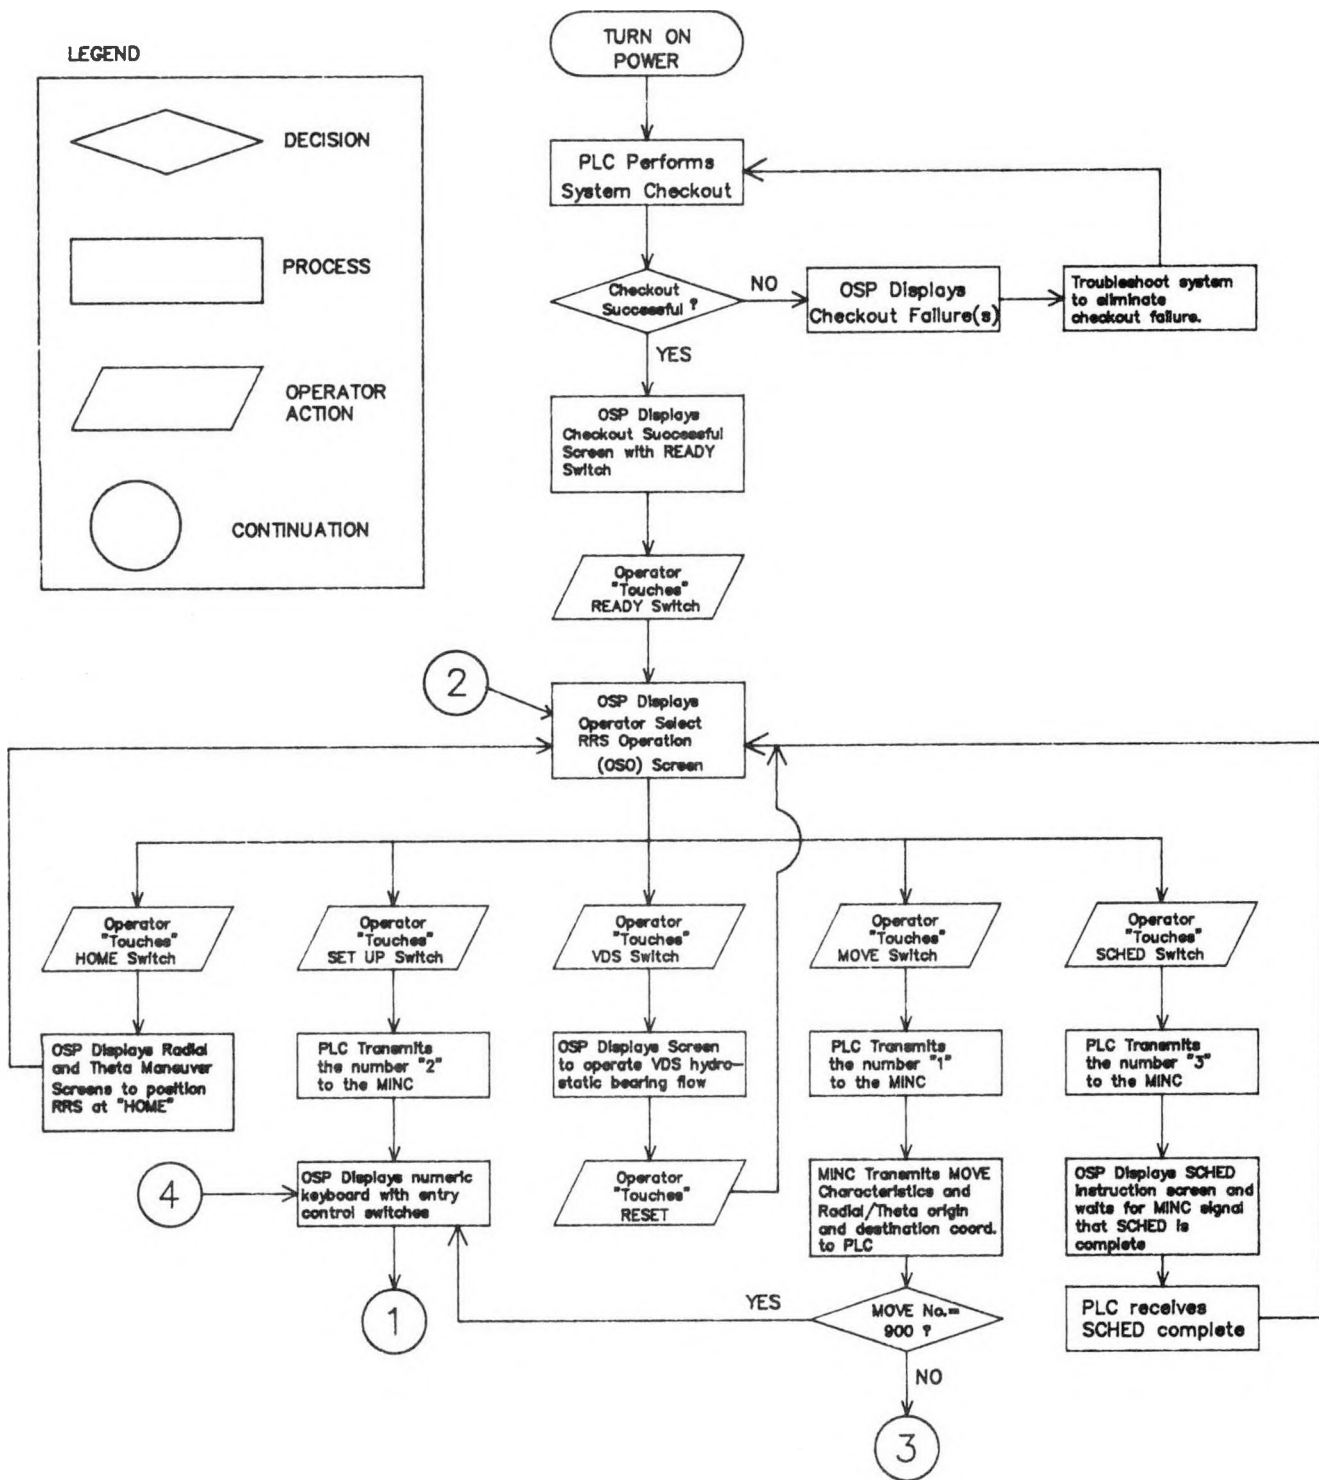 LEGEND
DECISION
PROCESS
OPERATOR
ACTION
CONTINUATION
TURN ON
POWER
PLC Performs
System Checkout
Checkout
Successful ?
NO
OSP Displays
Checkout Failure(s)
Troubleshoot system
to eliminate
checkout failure.
YES
OSP Displays
Checkout Successful
Screen with READY
Switch
Operator
"Touches"
READY Switch
2
OSP Displays
Operator Select
RRS Operation
(OSO) Screen
Operator
"Touches"
HOME Switch
Operator
"Touches"
SET UP Switch
Operator
"Touches"
VDS Switch
Operator
"Touches"
MOVE Switch
Operator
"Touches"
SCHED Switch
OSP Displays Radial
and Theta Maneuver
Screens to position
RRS at "HOME"
PLC Transmits
the number "2"
to the MINC
OSP Displays Screen
to operate VDS hydro-
static bearing flow
PLC Transmits
the number "1"
to the MINC
PLC Transmits
the number "3"
to the MINC
4
OSP Displays numeric
keyboard with entry
control switches
Operator
"Touches"
RESET
MINC Transmits MOVE
Characteristics and
Radial/Theta origin
and destination coord.
to PLC
OSP Displays SCHED
instruction screen and
waits for MINC signal
that SCHED is
complete
1
YES
MOVE No.=
900 ?
PLC receives
SCHED complete
NO
3